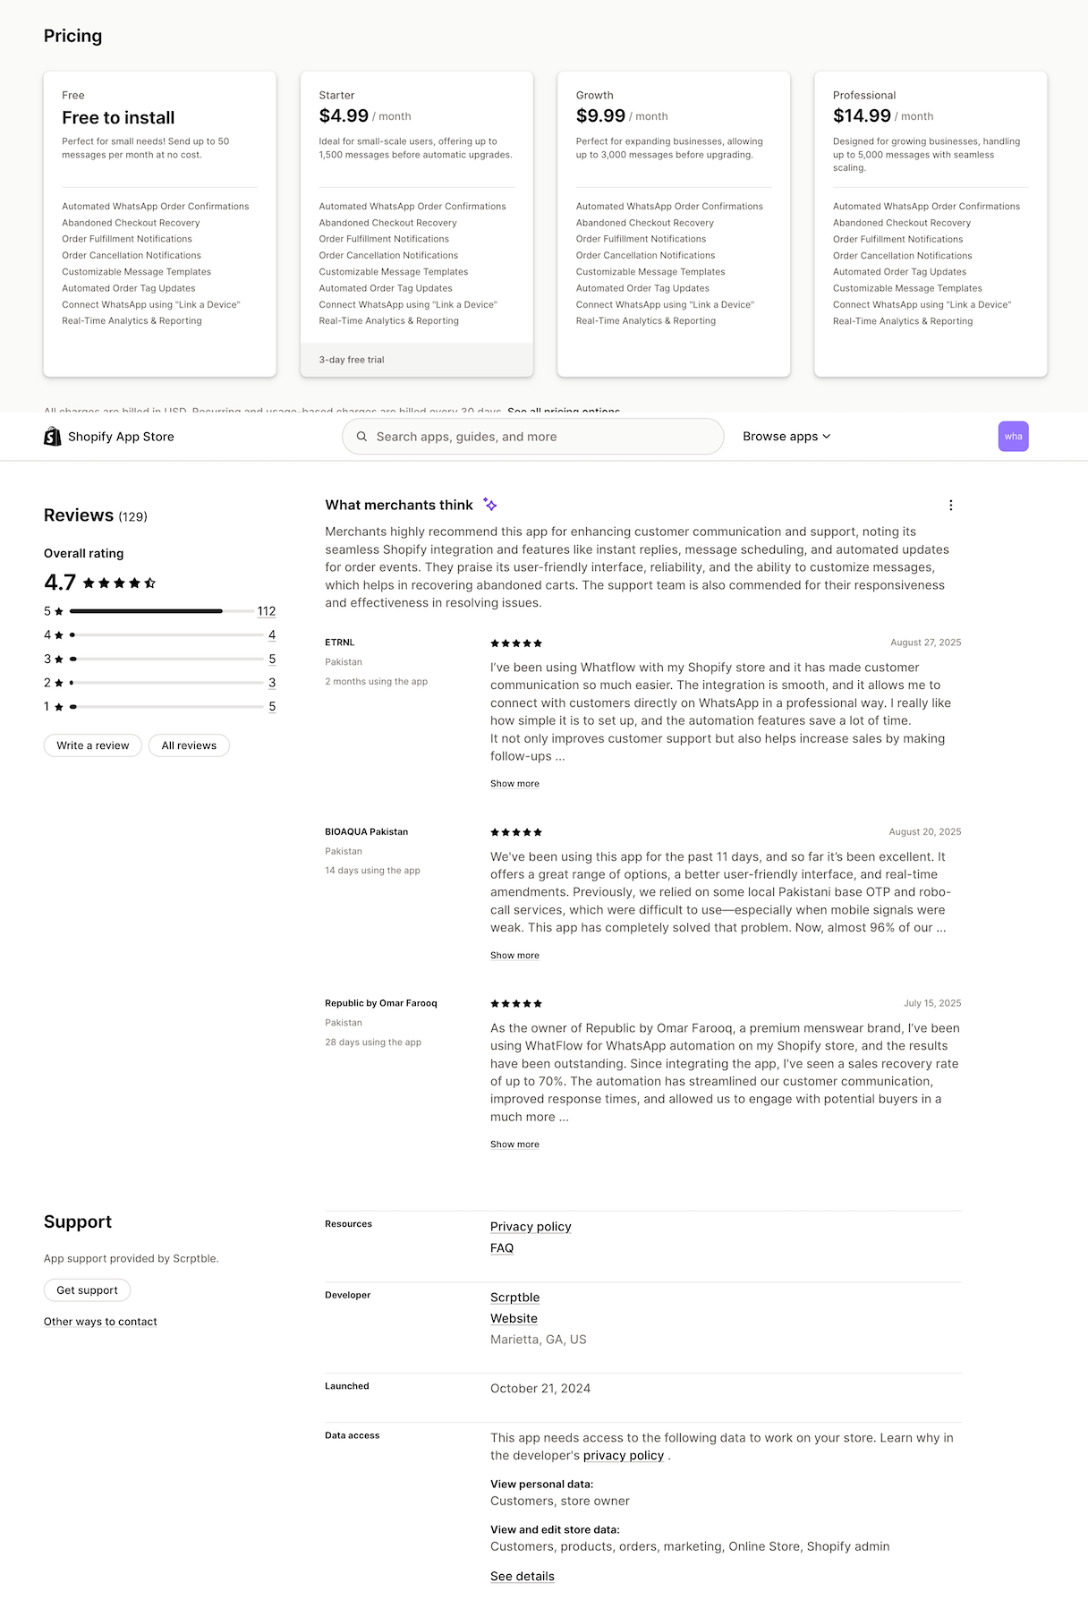 Pricing
Free
Free to install
Perfect for small needs! Send up to 50
messages per month at no cost.
Automated WhatsApp Order Confirmations
Abandoned Checkout Recovery
Order Fulfillment Notifications
Order Cancellation Notifications
Customizable Message Templates
Automated Order Tag Updates
Connect WhatsApp using "Link a Device"
Real-Time Analytics & Reporting
Starter
$4.99 / month
Ideal for small-scale users, offering up to
1,500 messages before automatic upgrades.
Automated WhatsApp Order Confirmations
Abandoned Checkout Recovery
Order Fulfillment Notifications
Order Cancellation Notifications
Customizable Message Templates
Automated Order Tag Updates
Connect WhatsApp using "Link a Device"
Real-Time Analytics & Reporting
3-day free trial
Growth
$9.99 / month
Perfect for expanding businesses, allowing
up to 3,000 messages before upgrading.
Automated WhatsApp Order Confirmations
Abandoned Checkout Recovery
Order Fulfillment Notifications
Order Cancellation Notifications
Customizable Message Templates
Automated Order Tag Updates
Connect WhatsApp using "Link a Device"
Real-Time Analytics & Reporting
Professional
$14.99 / month
Designed for growing businesses, handling
up to 5,000 messages with seamless
scaling.
Automated WhatsApp Order Confirmations
Abandoned Checkout Recovery
Order Fulfillment Notifications
Order Cancellation Notifications
Automated Order Tag Updates
Customizable Message Templates
Connect WhatsApp using "Link a Device"
Real-Time Analytics & Reporting
All charges are billed in USD. Recurring and usage-based charges are billed every 30 days. See all pricing options
Shopify App Store
Search apps, guides, and more
Browse apps
wha
Reviews (129)
Overall rating
4.7
5 112
4 4
3 5
2 3
1 5
Write a review
All reviews
What merchants think
Merchants highly recommend this app for enhancing customer communication and support, noting its
seamless Shopify integration and features like instant replies, message scheduling, and automated updates
for order events. They praise its user-friendly interface, reliability, and the ability to customize messages,
which helps in recovering abandoned carts. The support team is also commended for their responsiveness
and effectiveness in resolving issues.
ETRNL
Pakistan
2 months using the app
August 27, 2025
I've been using Whatflow with my Shopify store and it has made customer
communication so much easier. The integration is smooth, and it allows me to
connect with customers directly on WhatsApp in a professional way. I really like
how simple it is to set up, and the automation features save a lot of time.
It not only improves customer support but also helps increase sales by making
follow-ups ...
Show more
BIOAQUA Pakistan
Pakistan
14 days using the app
August 20, 2025
We've been using this app for the past 11 days, and so far it's been excellent. It
offers a great range of options, a better user-friendly interface, and real-time
amendments. Previously, we relied on some local Pakistani base OTP and robo-
call services, which were difficult to use—especially when mobile signals were
weak. This app has completely solved that problem. Now, almost 96% of our ...
Show more
Republic by Omar Farooq
Pakistan
28 days using the app
July 15, 2025
As the owner of Republic by Omar Farooq, a premium menswear brand, I've been
using WhatFlow for WhatsApp automation on my Shopify store, and the results
have been outstanding. Since integrating the app, I've seen a sales recovery rate
of up to 70%. The automation has streamlined our customer communication,
improved response times, and allowed us to engage with potential buyers in a
much more ...
Show more
Support
App support provided by Scrptble.
Get support
Other ways to contact
Resources
Privacy policy
FAQ
Developer
Scrptble
Website
Marietta, GA, US
Launched
October 21, 2024
Data access
This app needs access to the following data to work on your store. Learn why in
the developer's privacy policy .
View personal data:
Customers, store owner
View and edit store data:
Customers, products, orders, marketing, Online Store, Shopify admin
See details